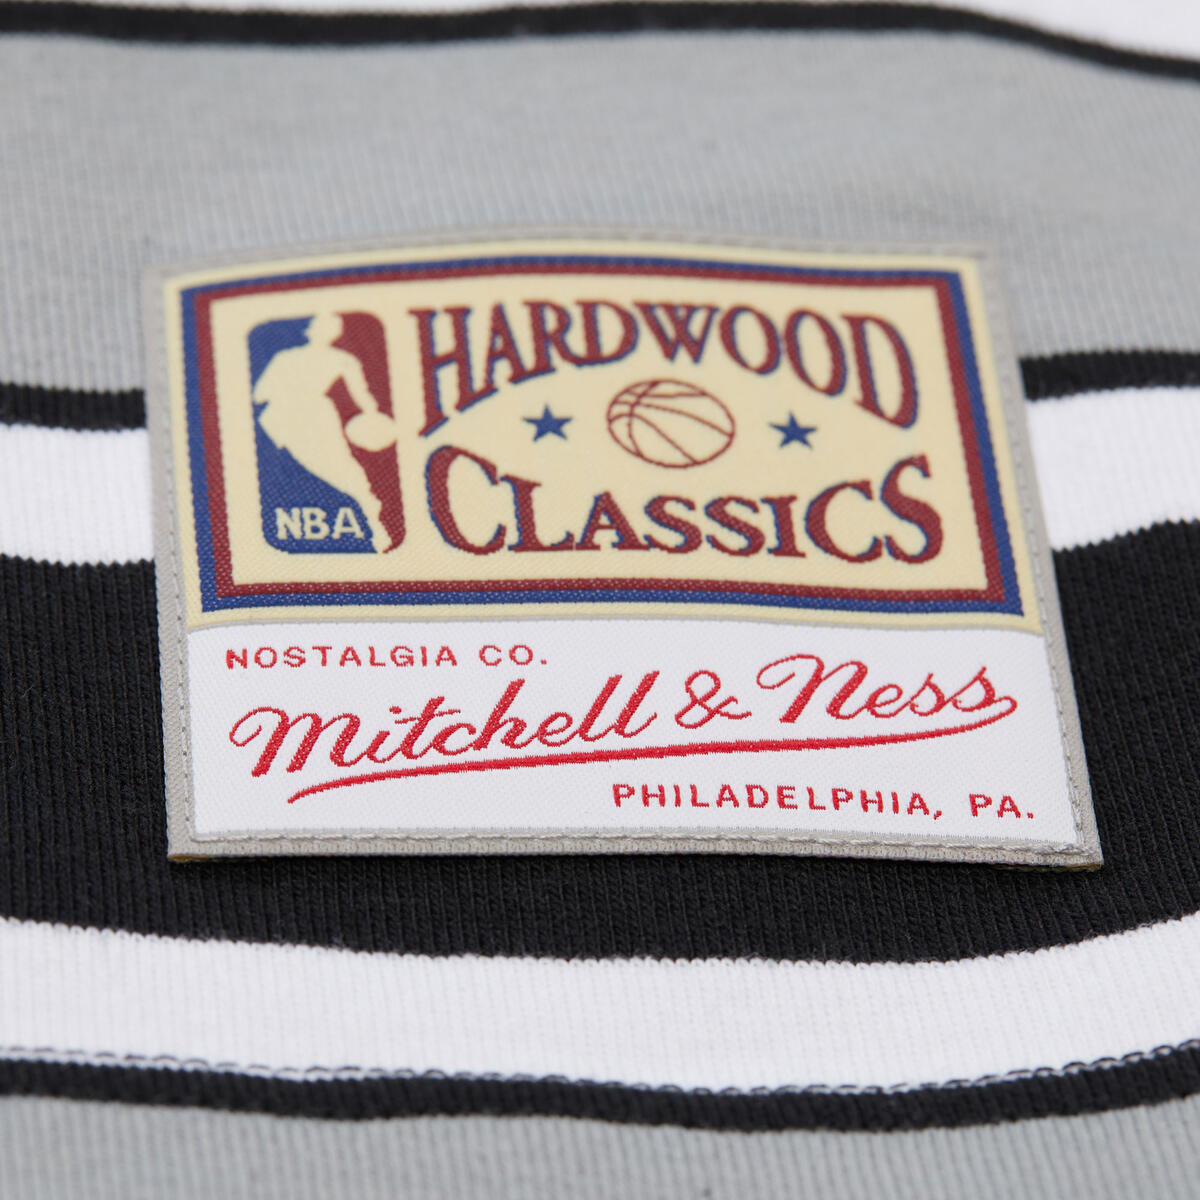 HARDWOOD
CLASSICS
NBA
NOSTALGIA CO.
Mitchell & Ness
PHILADELPHIA, PA.